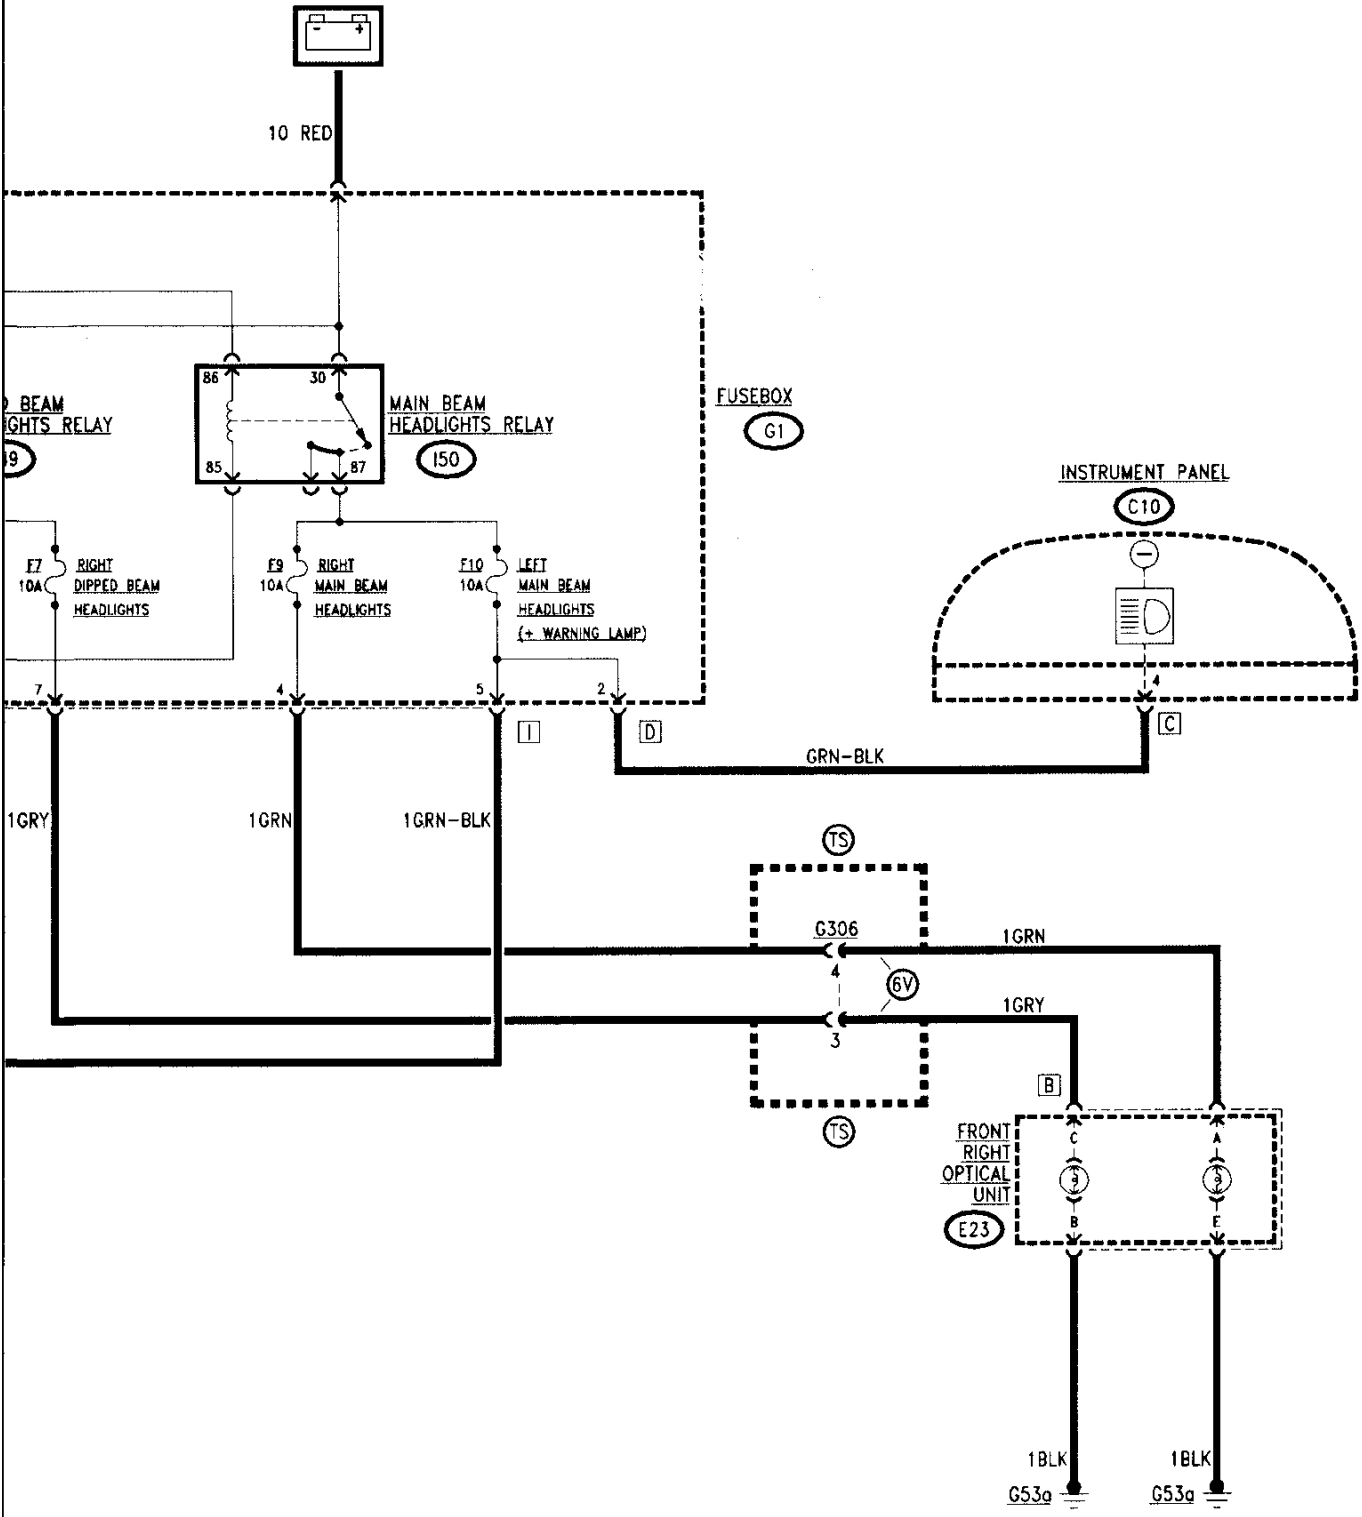 - +
10 RED
86
30
BEAM
IGHTS RELAY
MAIN BEAM
HEADLIGHTS RELAY
I50
85
87
FUSEBOX
G1
INSTRUMENT PANEL
C10
F7
10A
RIGHT
DIPPED BEAM
HEADLIGHTS
F9
10A
RIGHT
MAIN BEAM
HEADLIGHTS
F10
10A
LEFT
MAIN BEAM
HEADLIGHTS
(+ WARNING LAMP)
7
4
5
2
I
D
4
C
GRN-BLK
1GRY
1GRN
1GRN-BLK
TS
G306
1GRN
4
6V
1GRY
3
TS
B
FRONT
RIGHT
OPTICAL
UNIT
E23
C
A
B
E
1BLK
1BLK
G53a
G53a